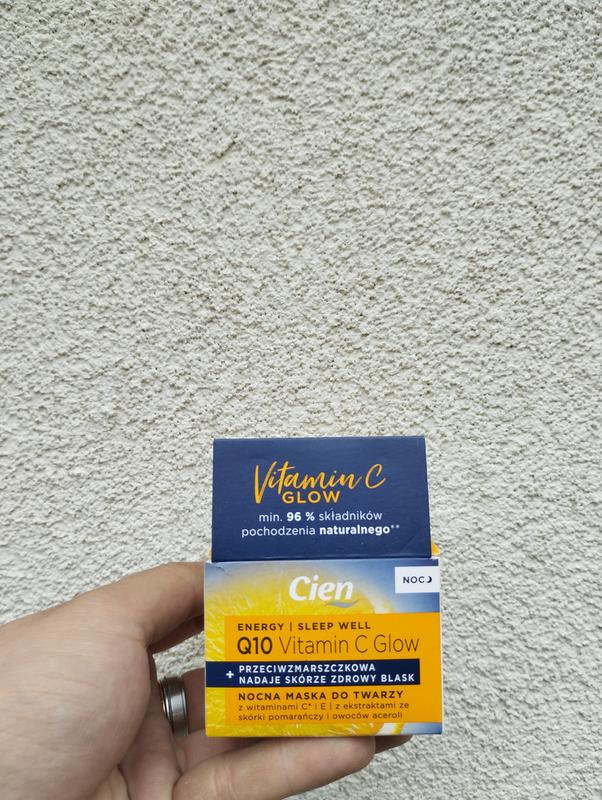 Vitamin C
GLOW
min. 96 % składników
pochodzenia naturalnego**
Cien
NOC
ENERGY | SLEEP WELL
Q10 Vitamin C Glow
+ PRZECIWZMARSZCZKOWA
NADAJE SKÓRZE ZDROWY BLASK
NOCNA MASKA DO TWARZY
z witaminami C* i E | z ekstraktami ze
skórki pomarańczy i owoców aceroli